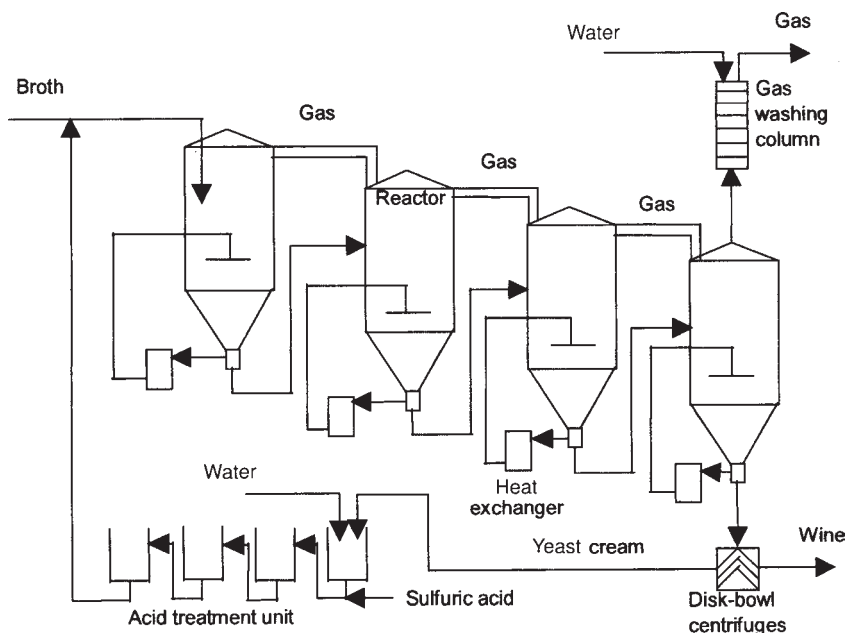 Water
Gas
Broth
Gas
Gas
washing
column
Gas
Reactor
Gas
Water
Heat
exchanger
Yeast cream
Wine
Sulfuric acid
Acid treatment unit
Disk-bowl
centrifuges